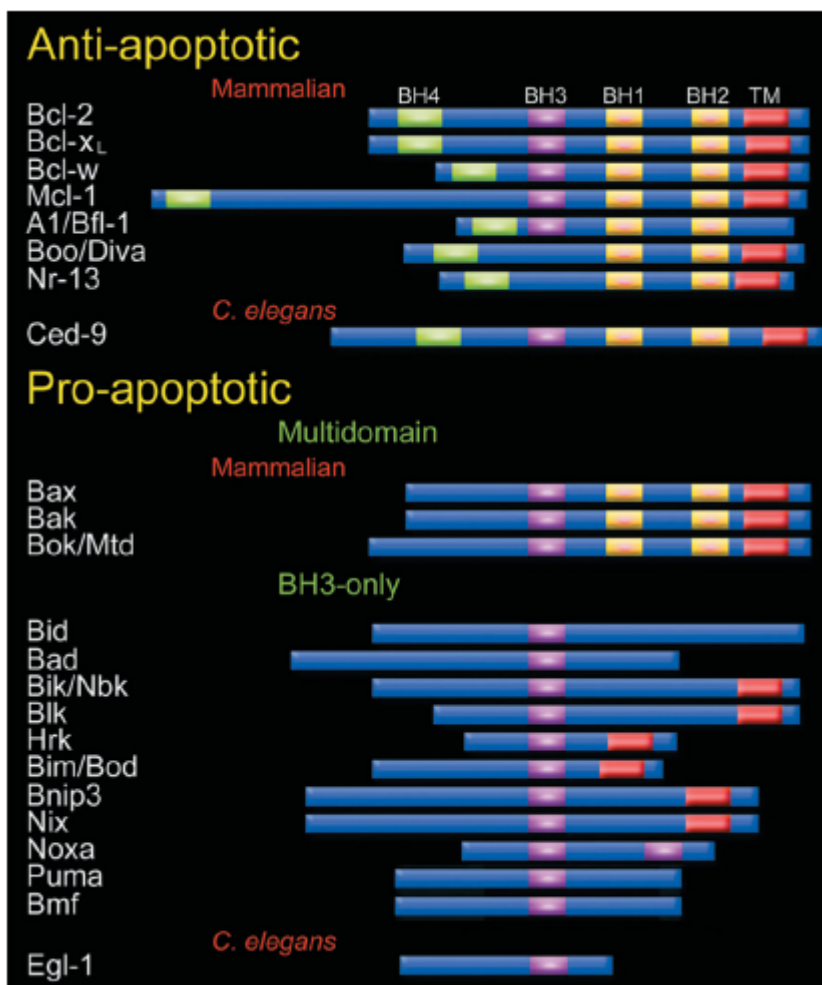 Anti-apoptotic
Mammalian
BH4 BH3 BH1 BH2 TM
Bcl-2
Bcl-xL
Bcl-w
Mcl-1
A1/Bfl-1
Boo/Diva
Nr-13
C. elegans
Ced-9
Pro-apoptotic
Multidomain
Mammalian
Bax
Bak
Bok/Mtd
BH3-only
Bid
Bad
Bik/Nbk
Blk
Hrk
Bim/Bod
Bnip3
Nix
Noxa
Puma
Bmf
C. elegans
Egl-1